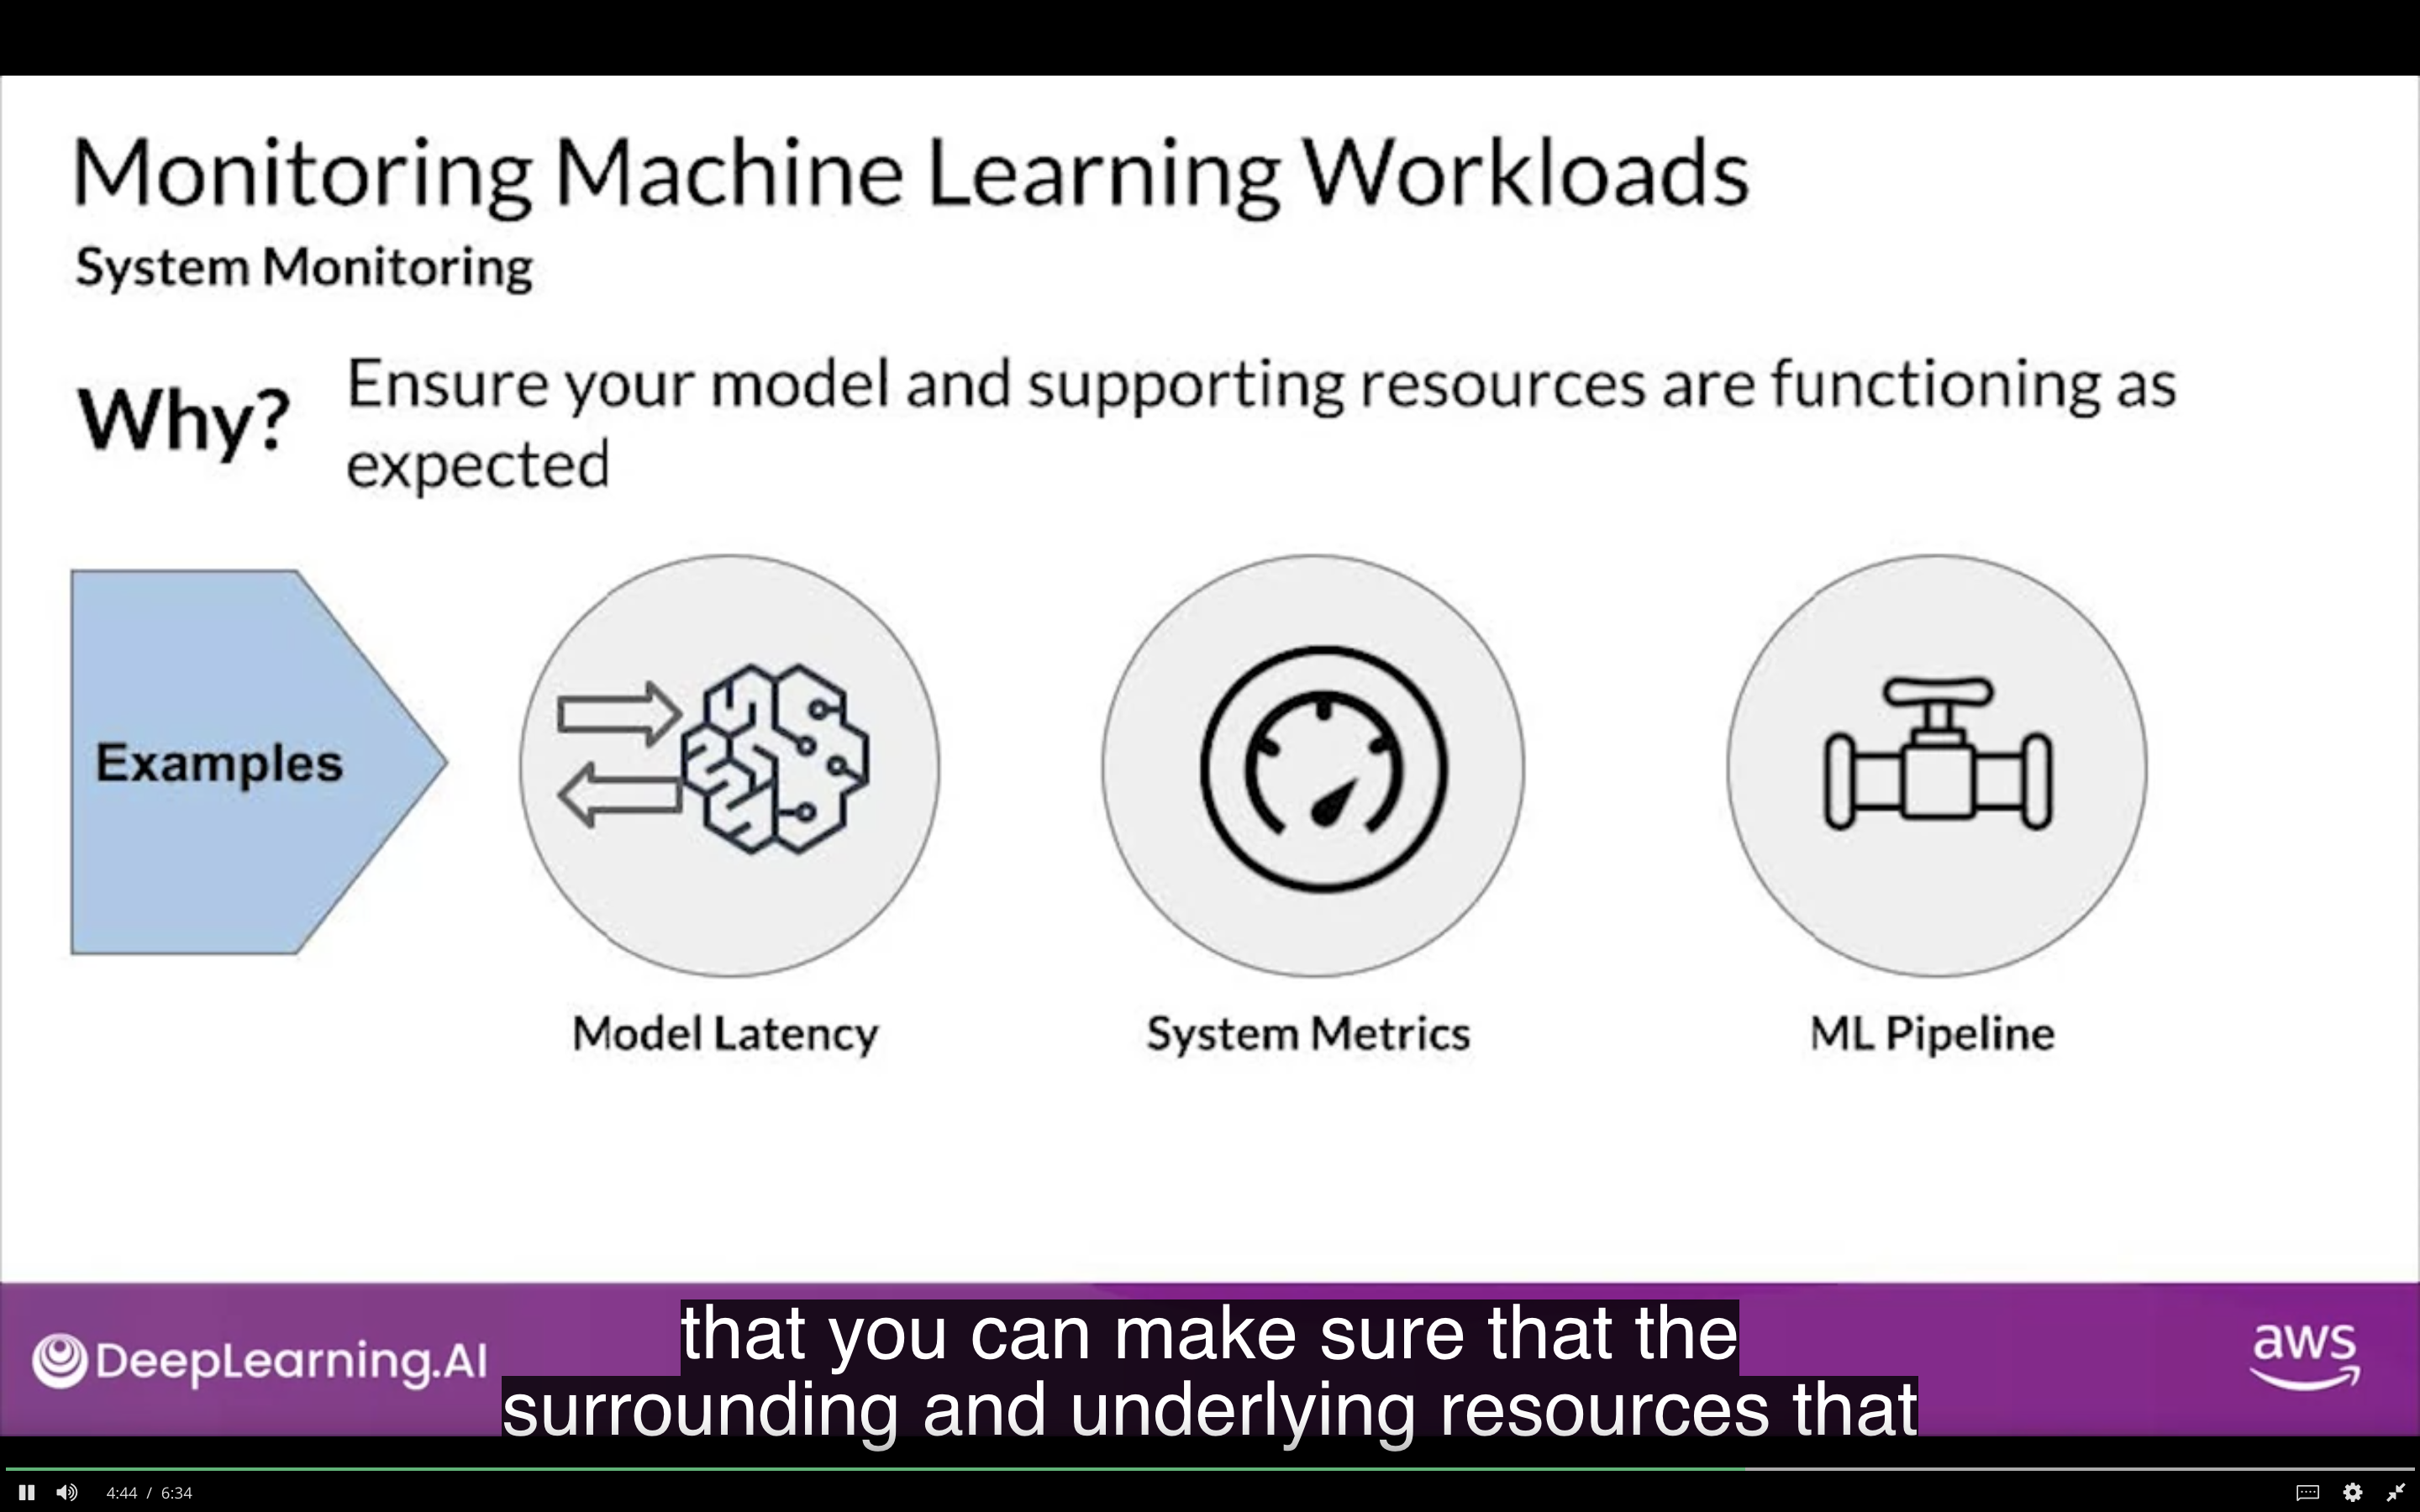 Monitoring Machine Learning Workloads
System Monitoring
Why?
Ensure your model and supporting resources are functioning as
expected
Examples
Model Latency
System Metrics
ML Pipeline
DeepLearning.AI
aws
that you can make sure that the
surrounding and underlying resources that
4:44 / 6:34